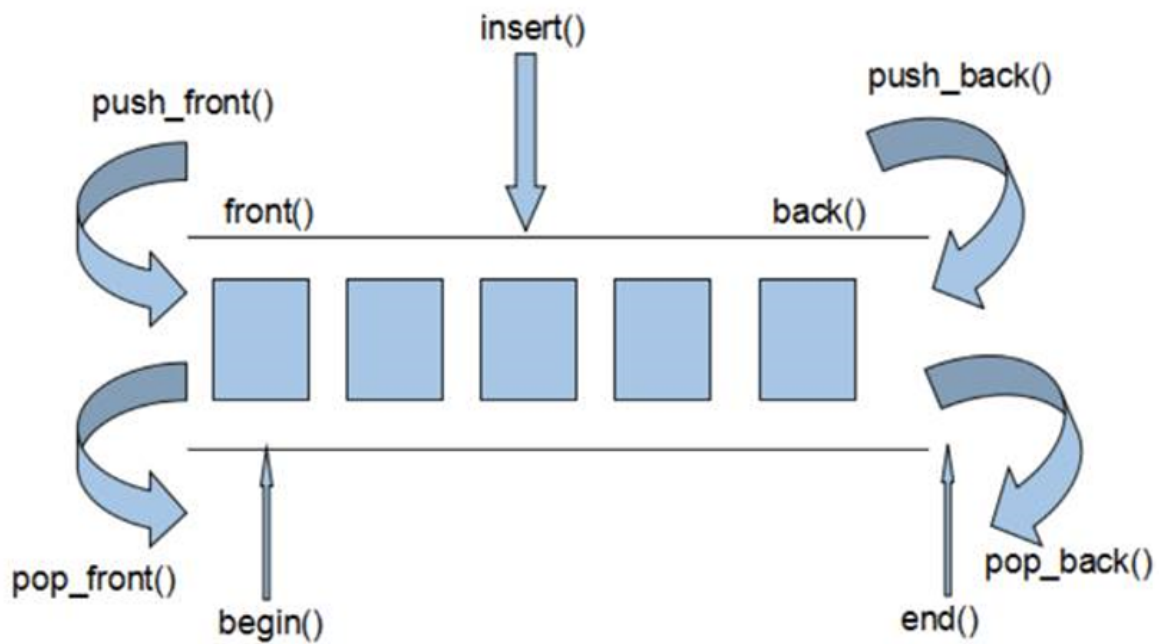 insert()
push_front()
push_back()
front()
back()
pop_front()
pop_back()
begin()
end()